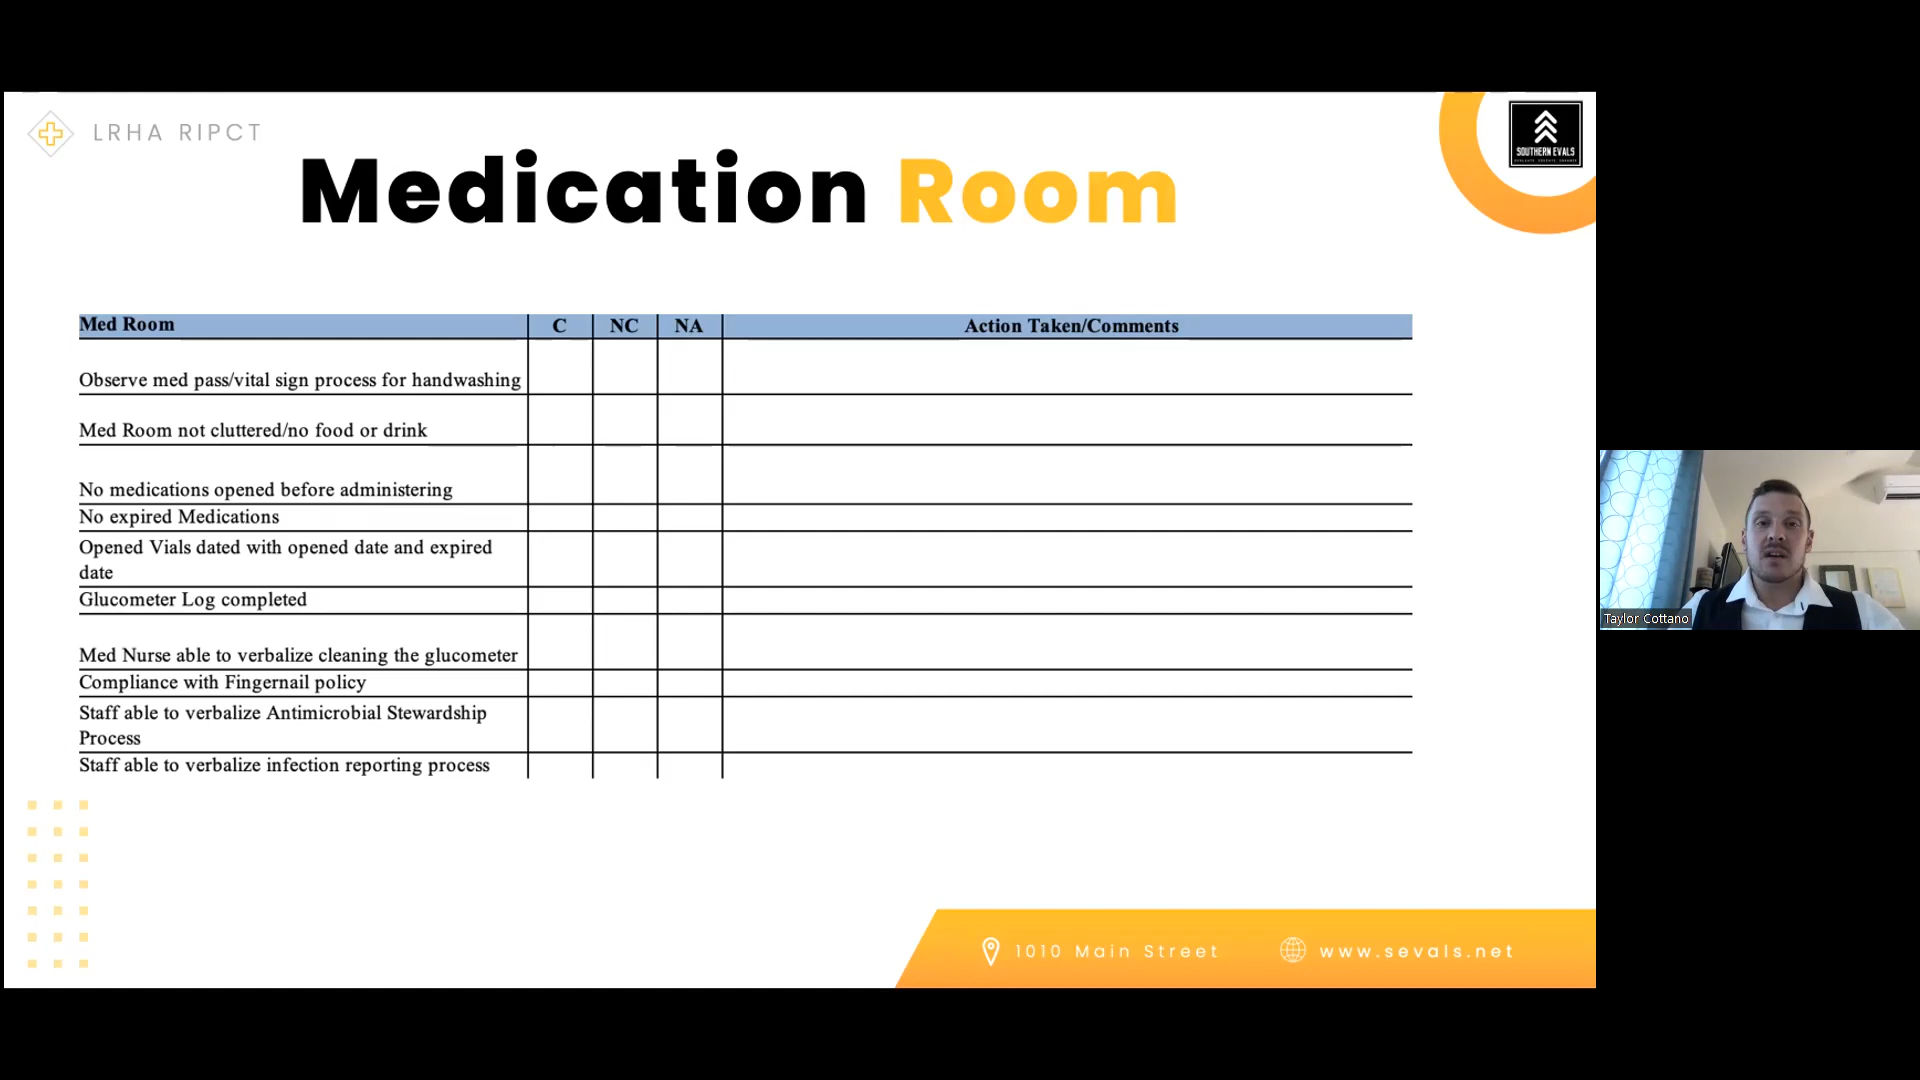 LRHA RIPCT
SOUTHERN EVALS
Medication Room
Med Room C NC NA Action Taken/Comments
Observe med pass/vital sign process for handwashing
Med Room not cluttered/no food or drink
No medications opened before administering
No expired Medications
Opened Vials dated with opened date and expired
date
Glucometer Log completed
Med Nurse able to verbalize cleaning the glucometer
Compliance with Fingernail policy
Staff able to verbalize Antimicrobial Stewardship
Process
Staff able to verbalize infection reporting process
Taylor Cottano
1010 Main Street www.sevals.net